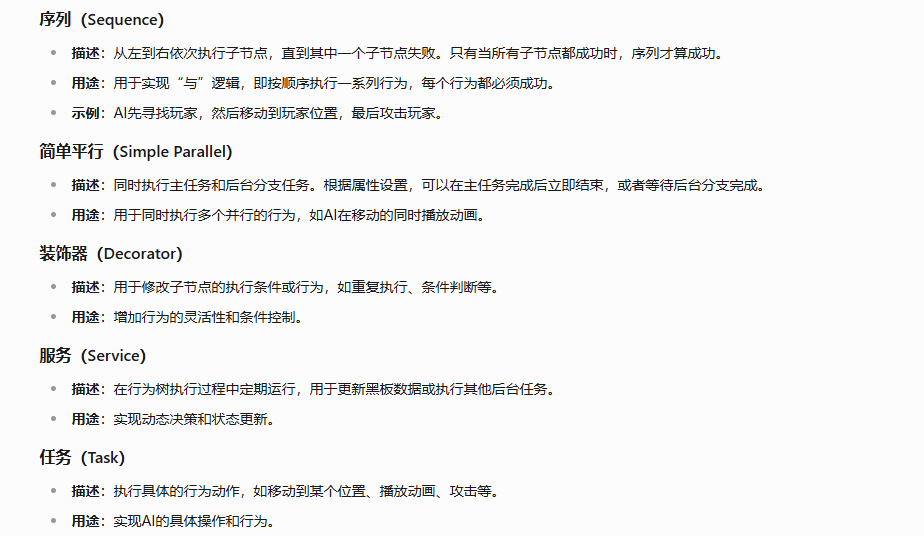 序列（Sequence）
描述：从左到右依次执行子节点，直到其中一个子节点失败。只有当所有子节点都成功时，序列才算成功。
用途：用于实现“与”逻辑，即按顺序执行一系列行为，每个行为都必须成功。
示例：AI先寻找玩家，然后移动到玩家位置，最后攻击玩家。
简单平行（Simple Parallel）
描述：同时执行主任务和后台分支任务。根据属性设置，可以在主任务完成后立即结束，或者等待后台分支完成。
用途：用于同时执行多个并行的行为，如AI在移动的同时播放动画。
装饰器（Decorator）
描述：用于修改子节点的执行条件或行为，如重复执行、条件判断等。
用途：增加行为的灵活性和条件控制。
服务（Service）
描述：在行为树执行过程中定期运行，用于更新黑板数据或执行其他后台任务。
用途：实现动态决策和状态更新。
任务（Task）
描述：执行具体的行为动作，如移动到某个位置、播放动画、攻击等。
用途：实现AI的具体操作和行为。